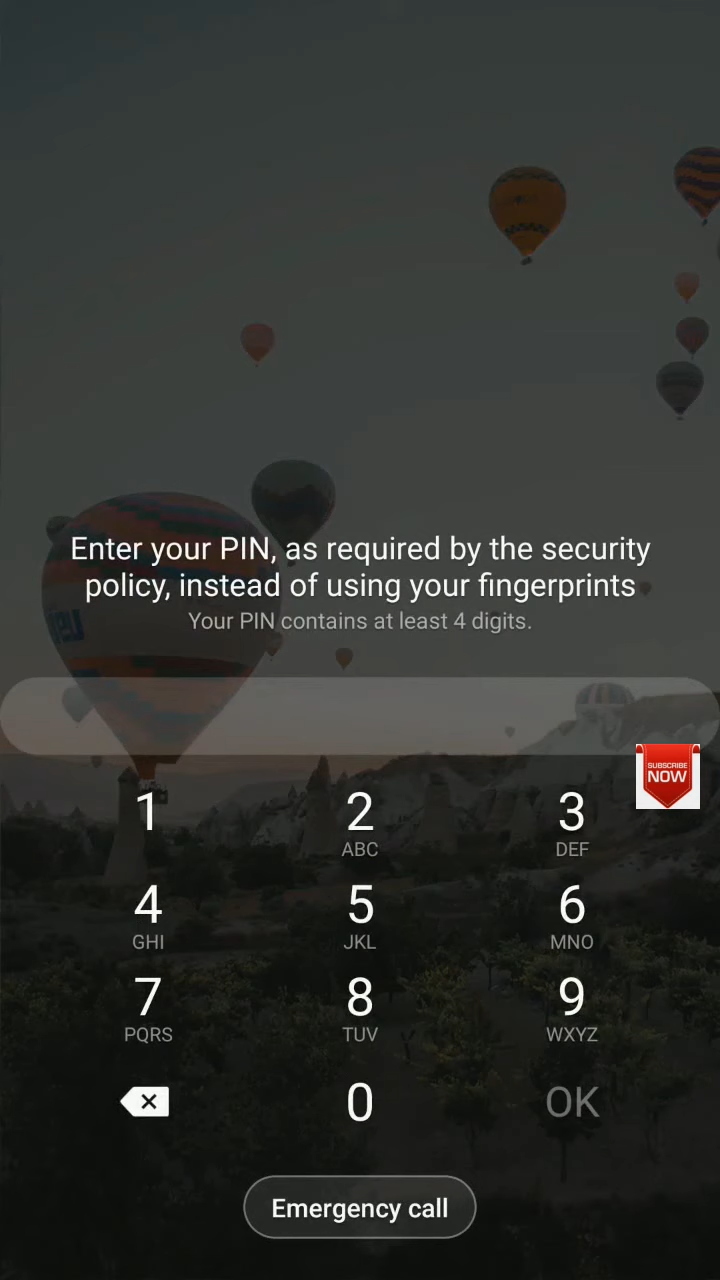 Enter your PIN, as required by the security
policy, instead of using your fingerprints
Your PIN contains at least 4 digits.
SUBSCRIBE
NOW
1 2 3
ABC DEF
4 5 6
GHI JKL MNO
7 8 9
PQRS TUV WXYZ
0 OK
Emergency call